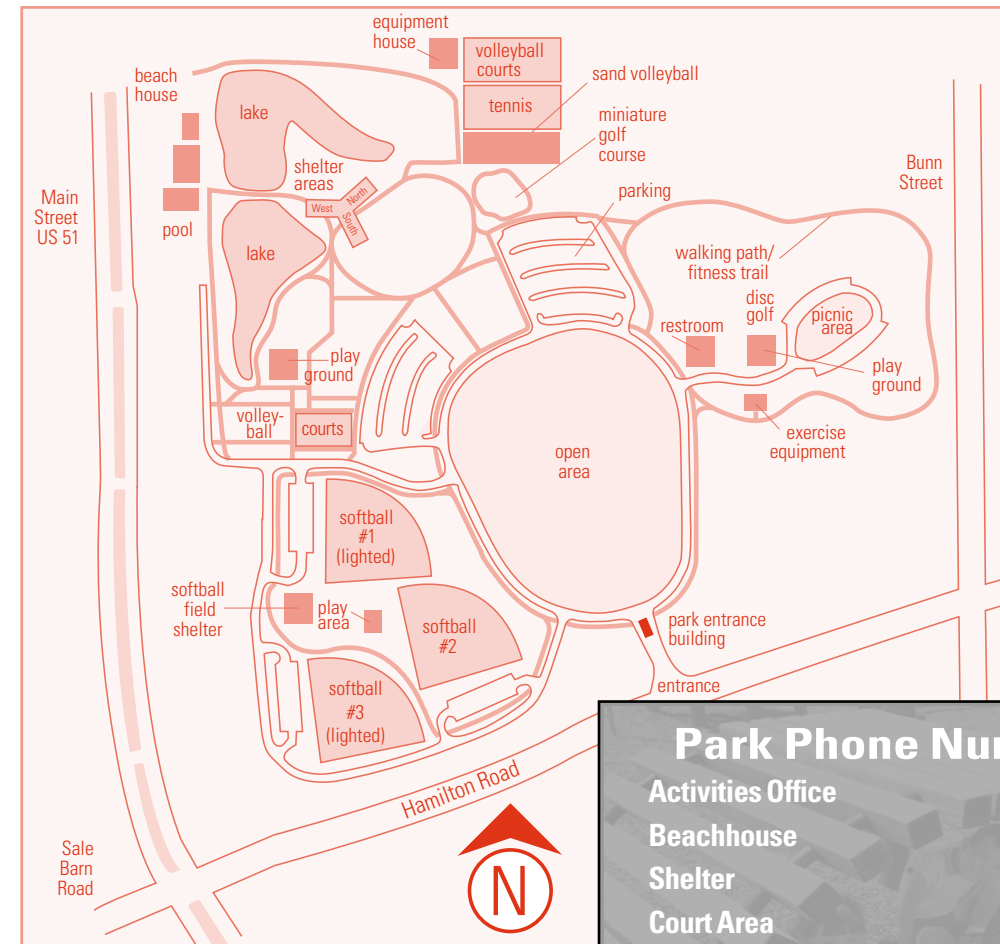 equipment
house
volleyball
courts
beach
house
sand volleyball
lake
tennis
miniature
golf
course
shelter
areas
Bunn
Street
parking
North
West
South
Main
Street
US 51
pool
lake
walking path/
fitness trail
disc
golf
picnic
area
restroom
play
ground
play
ground
volley-
ball
courts
exercise
equipment
open
area
softball
#1
(lighted)
softball
field
shelter
play
area
softball
#2
park entrance
building
entrance
softball
#3
(lighted)
Hamilton Road
Sale
Barn
Road
N
Park Phone Nu
Activities Office
Beachhouse
Shelter
Court Area